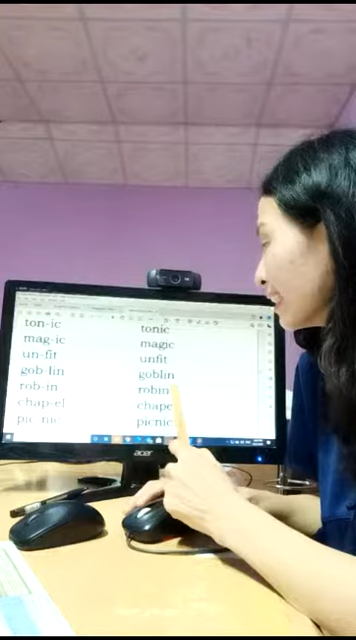 ton-ic tonic
mag-ic magic
un-fit unfit
gob-lin goblin
rob-in robin
chap-el chape
pic-nic picnic
acer